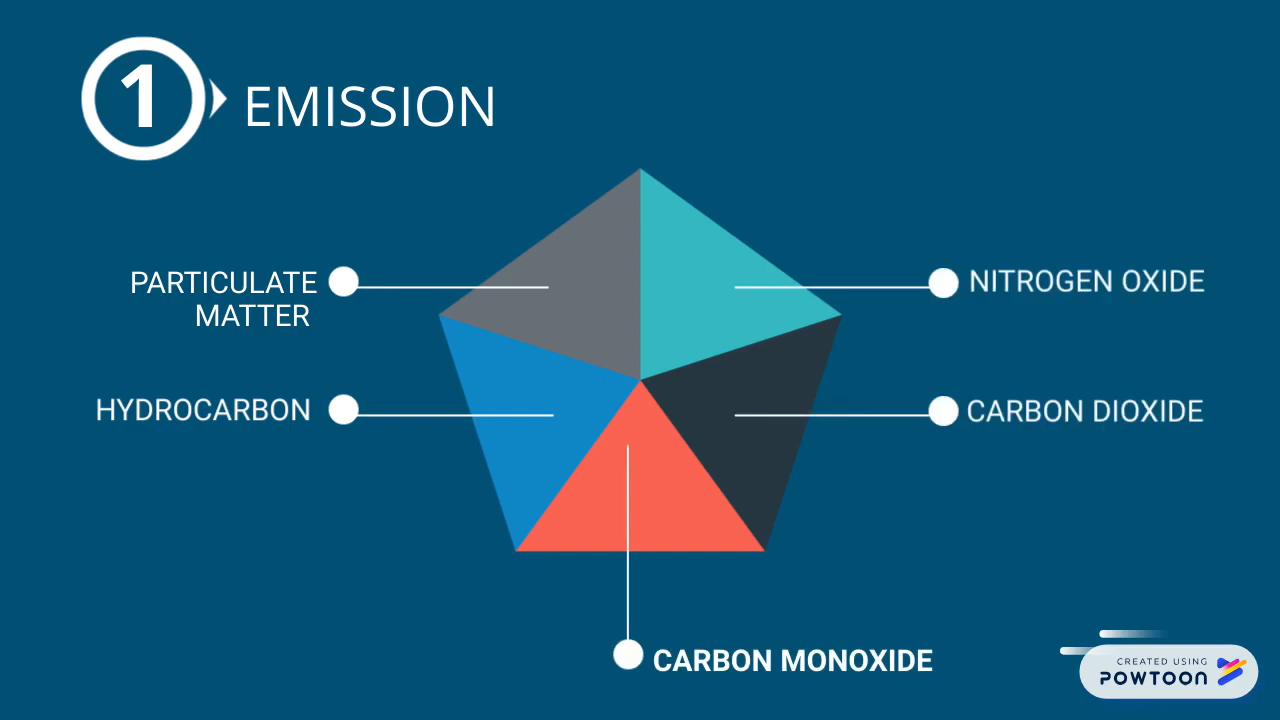 1 EMISSION
PARTICULATE
MATTER
NITROGEN OXIDE
HYDROCARBON
CARBON DIOXIDE
CARBON MONOXIDE
CREATED USING
POWTOON